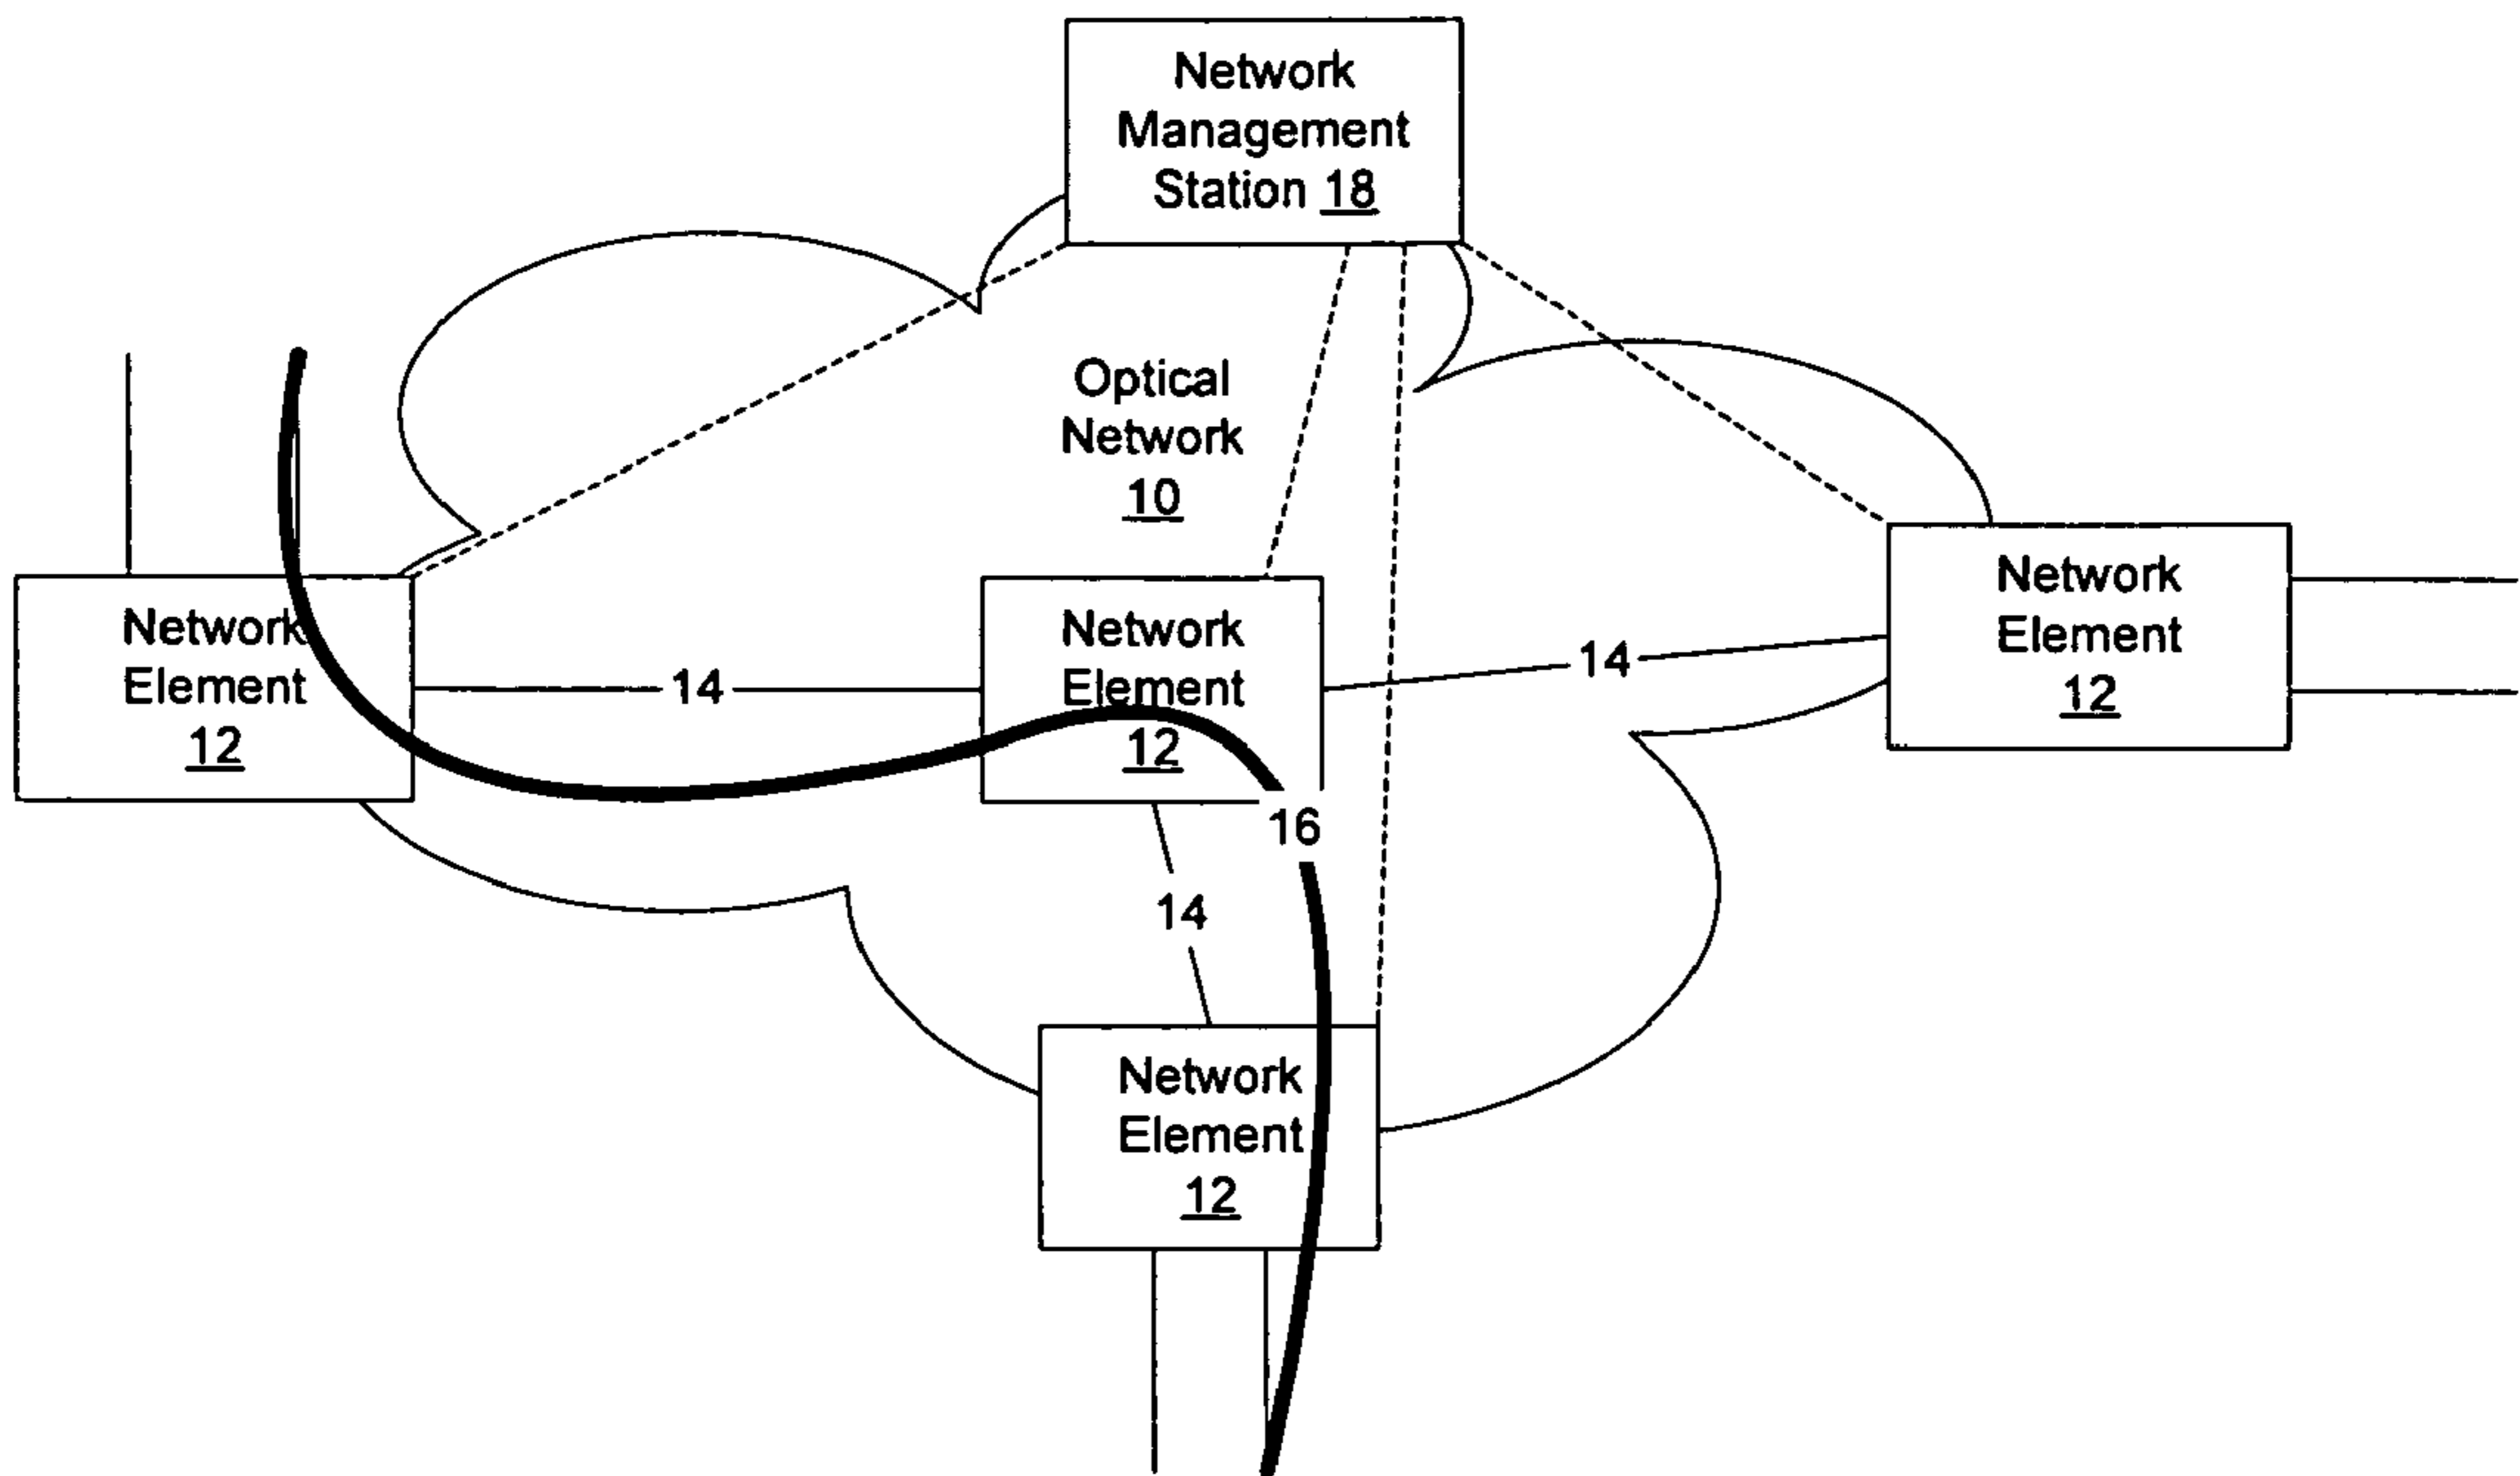 Network
Management
Station 18
Optical
Network
10
Network
Element
12
14
Network
Element
12
14
Network
Element
12
16
14
Network
Element
12